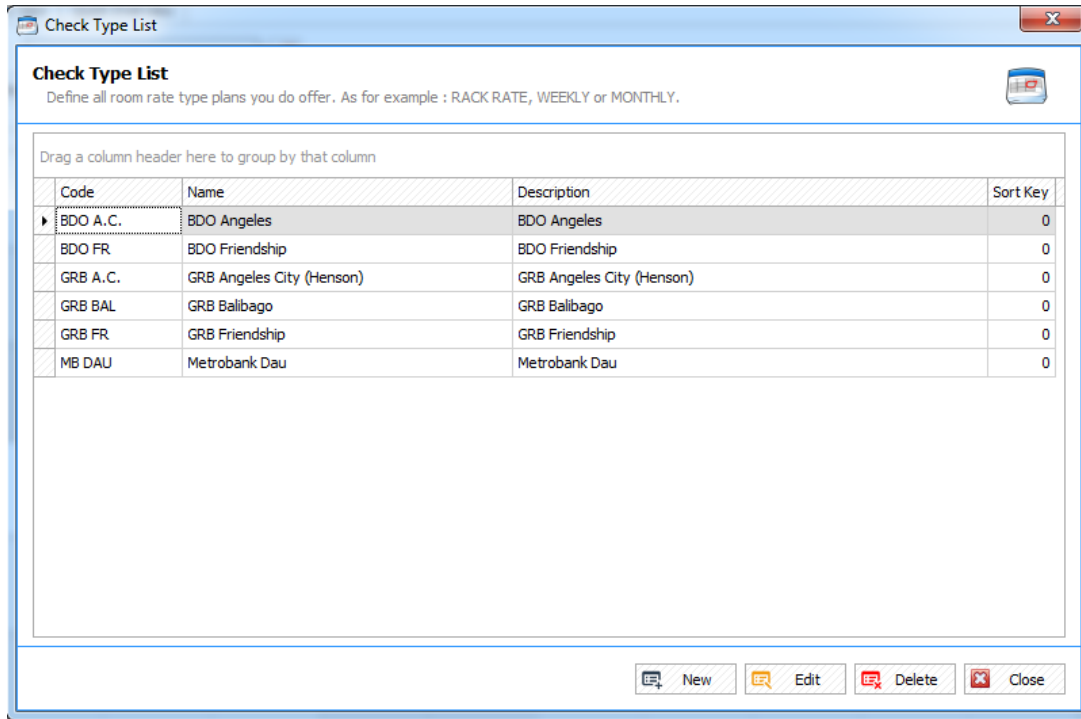 Check Type List
Check Type List
Define all room rate type plans you do offer. As for example : RACK RATE, WEEKLY or MONTHLY.
Drag a column header here to group by that column
Code Name Description Sort Key
BDO A.C. BDO Angeles BDO Angeles 0
BDO FR BDO Friendship BDO Friendship 0
GRB A.C. GRB Angeles City (Henson) GRB Angeles City (Henson) 0
GRB BAL GRB Balibago GRB Balibago 0
GRB FR GRB Friendship GRB Friendship 0
MB DAU Metrobank Dau Metrobank Dau 0
New Edit Delete Close